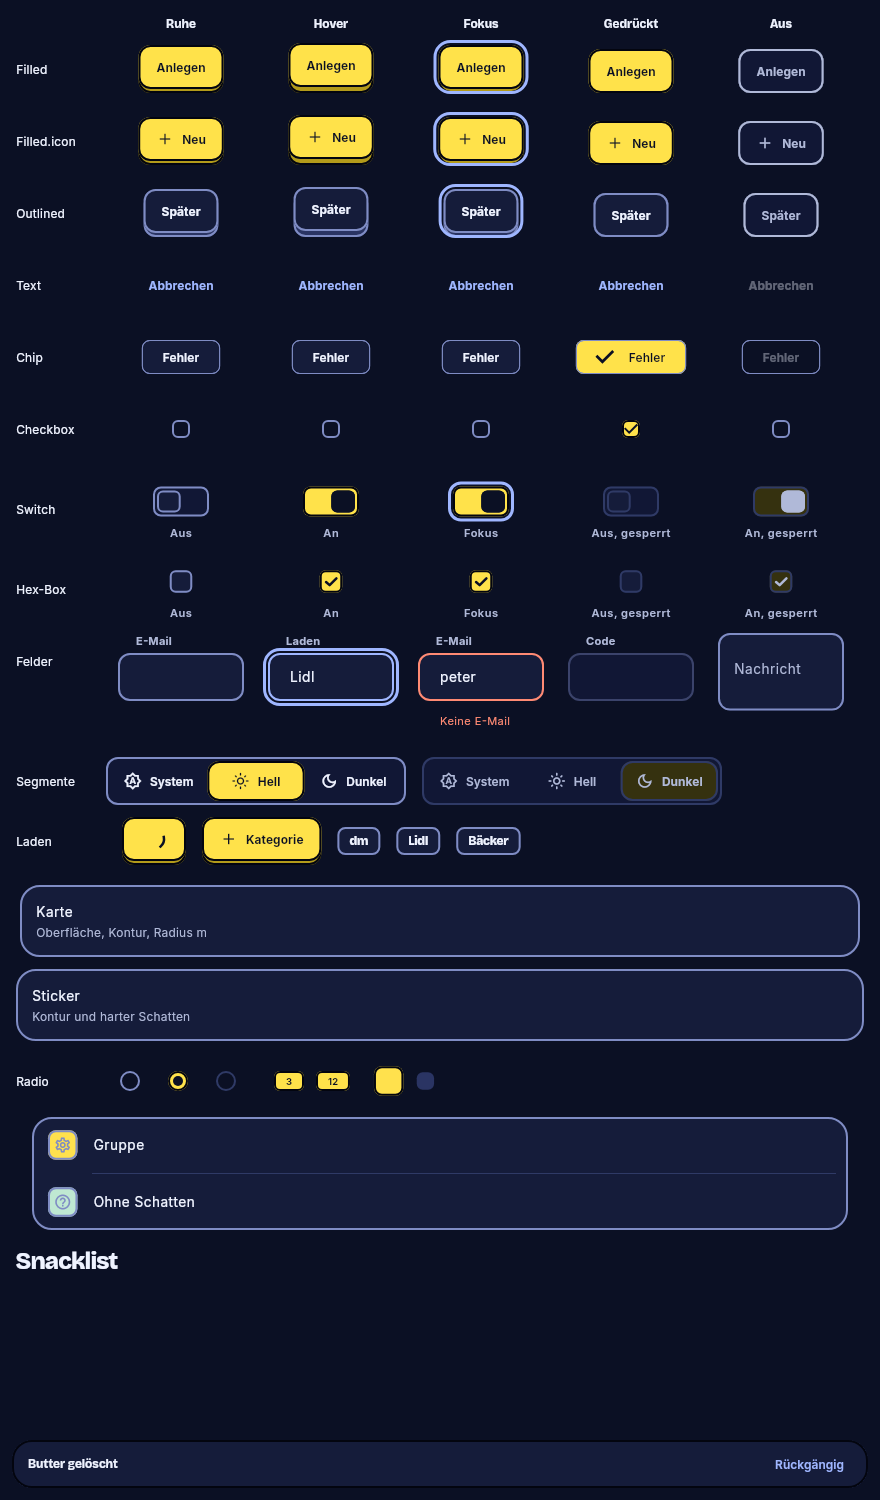 Ruhe Hover Fokus Gedrückt Aus
Filled Anlegen Anlegen Anlegen Anlegen Anlegen
Filled.icon Neu Neu Neu Neu Neu
Outlined Später Später Später Später Später
Text Abbrechen Abbrechen Abbrechen Abbrechen Abbrechen
Chip Fehler Fehler Fehler Fehler Fehler
Checkbox
Switch
Aus An Fokus Aus, gesperrt An, gesperrt
Hex-Box
Aus An Fokus Aus, gesperrt An, gesperrt
E-Mail Laden E-Mail Code
Felder Lidl peter Nachricht
Keine E-Mail
Segmente System Hell Dunkel System Hell Dunkel
Laden + Kategorie dm Lidl Bäcker
Karte
Oberfläche, Kontur, Radius m
Sticker
Kontur und harter Schatten
Radio 3 12
Gruppe
Ohne Schatten
Snacklist
Butter gelöscht Rückgängig